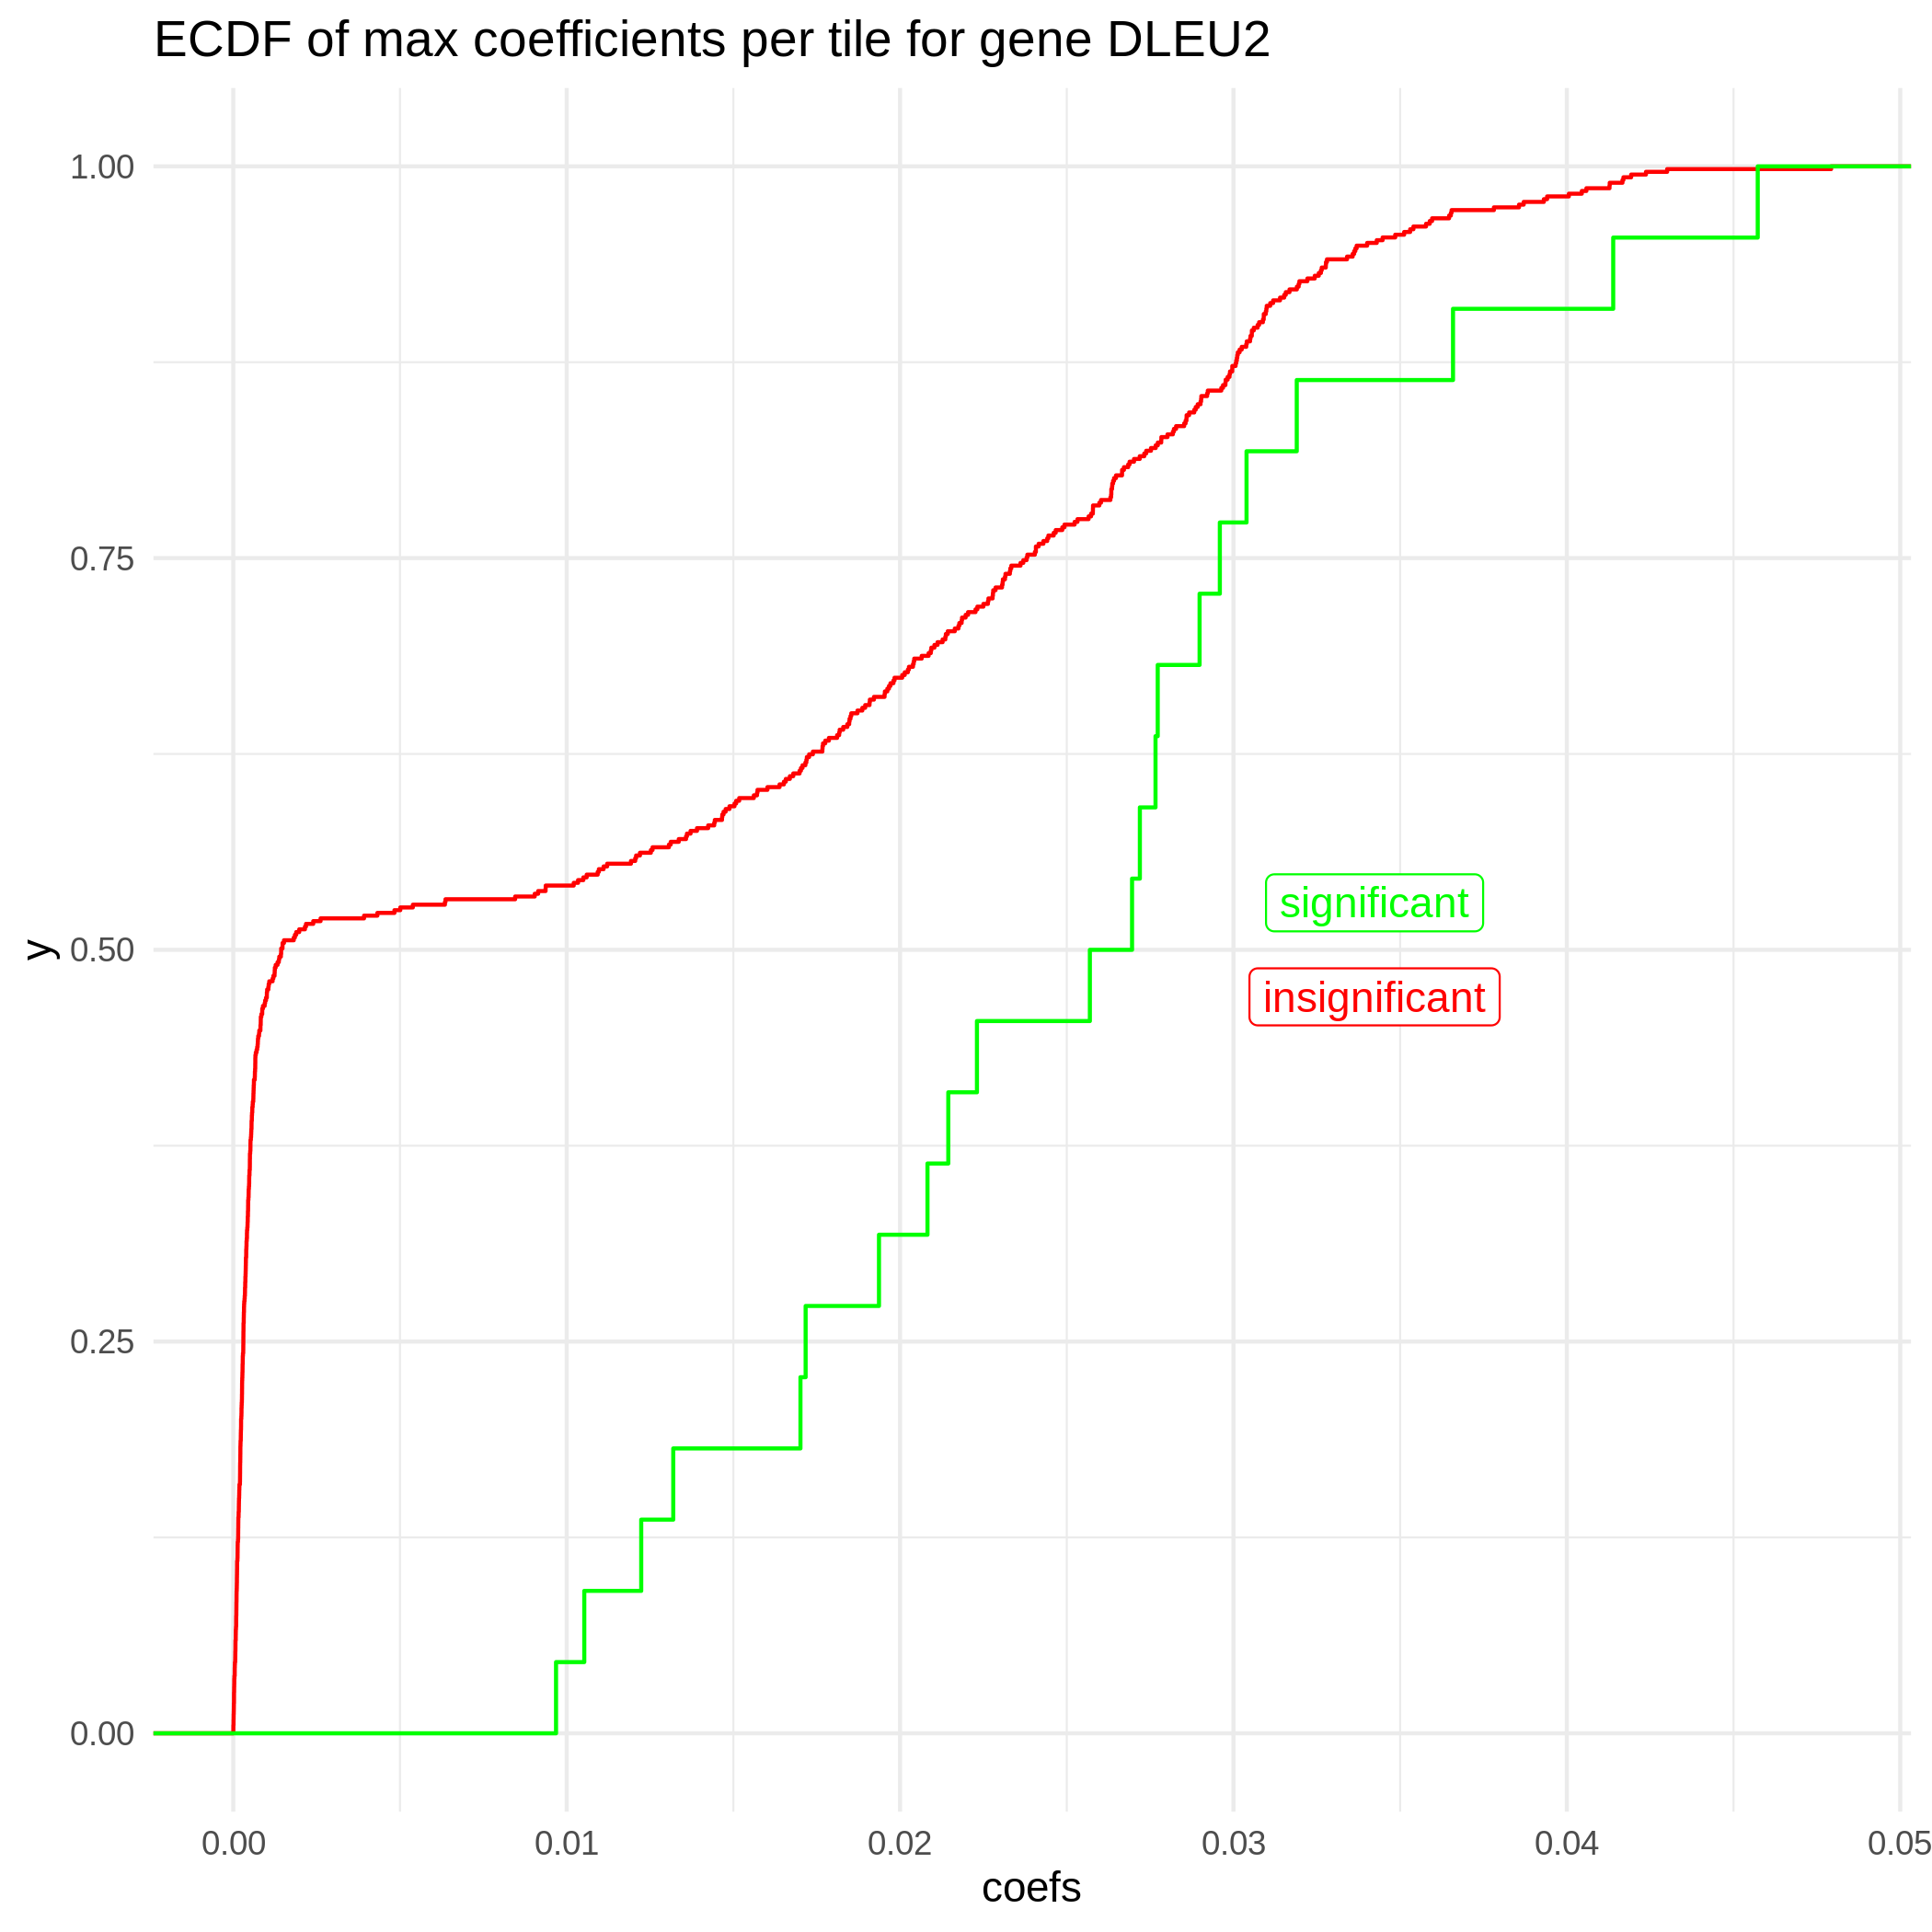 ECDF of max coefficients per tile for gene DLEU2
1.00
0.75
0.50
0.25
0.00
y
significant
insignificant
0.00
0.01
0.02
0.03
0.04
0.05
coefs